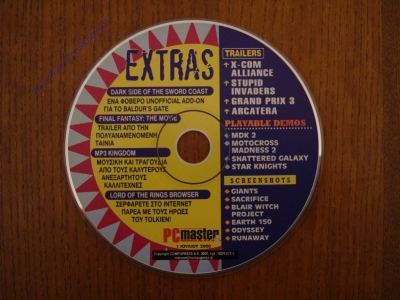 EXTRAS
DARK SIDE OF THE SWORD COAST
ΕΝΑ ΦΟΒΕΡΟ UNOFFICIAL ADD-ON
ΓΙΑ ΤΟ BALDUR'S GATE
FINAL FANTASY: THE MOVIE
TRAILER ΑΠΟ ΤΗΝ
ΠΟΛΥΑΝΑΜΕΝΟΜΕΝΗ
ΤΑΙΝΙΑ
MP3 KINGDOM
ΜΟΥΣΙΚΗ ΚΑΙ ΤΡΑΓΟΥΔΙΑ
ΑΠΟ ΤΟΥΣ ΚΑΛΥΤΕΡΟΥΣ
ΑΝΕΞΑΡΤΗΤΟΥΣ
ΚΑΛΛΙΤΕΧΝΕΣ
LORD OF THE RINGS BROWSER
ΣΕΡΦΑΡΕΤΕ ΣΤΟ INTERNET
ΠΑΡΕΑ ΜΕ ΤΟΥΣ ΗΡΩΕΣ
ΤΟΥ TOLKIEN!
TRAILERS
X-COM
ALLIANCE
STUPID
INVADERS
GRAND PRIX 3
ARCATERA
PLAYABLE DEMOS
MDK 2
MOTOCROSS
MADNESS 2
SHATTERED GALAXY
STAR KNIGHTS
SCREENSHOTS
GIANTS
SACRIFICE
BLAIR WITCH
PROJECT
EARTH 150
ODYSSEY
RUNAWAY
PC master
ΙΟΥΛΙΟΥ 2000